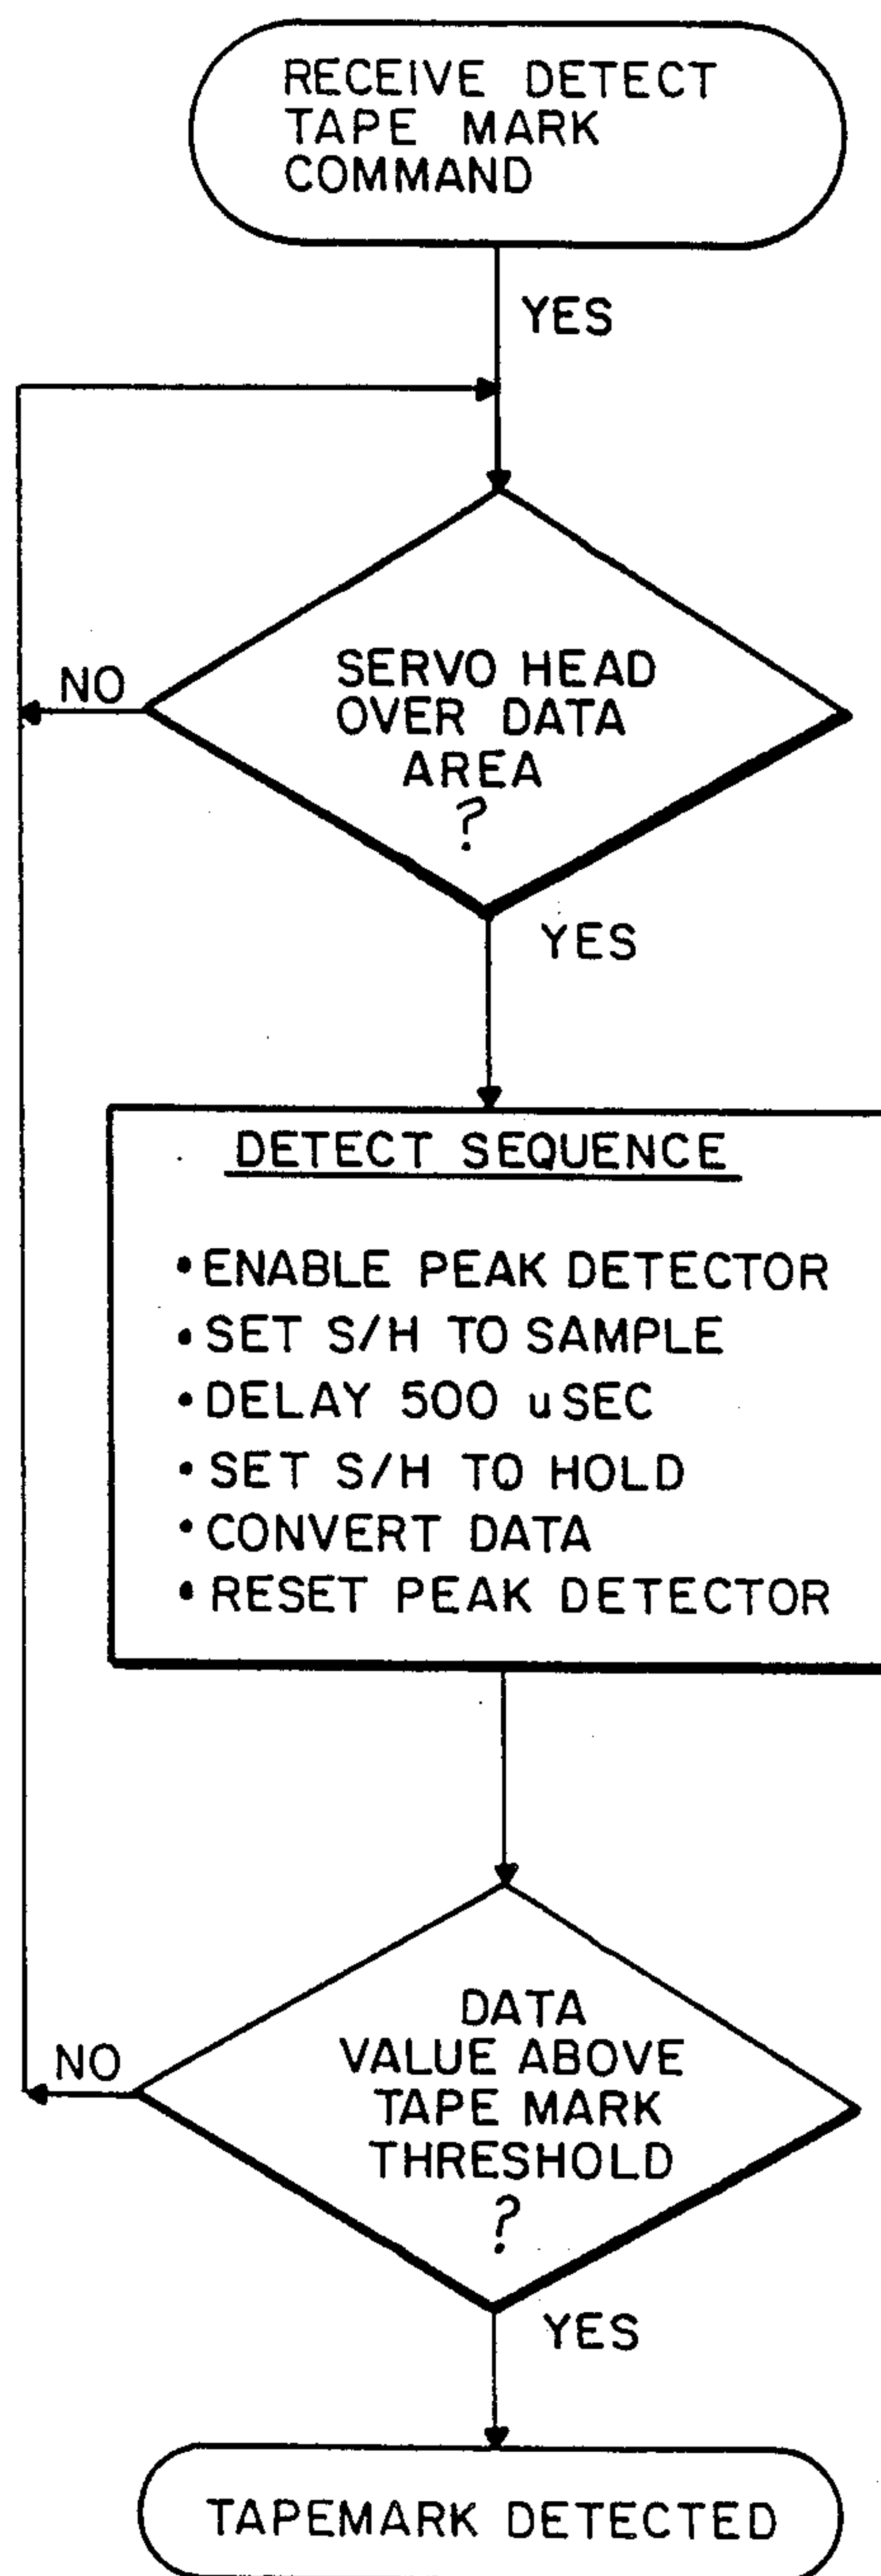 RECEIVE DETECT
TAPE MARK
COMMAND
YES
NO
SERVO HEAD
OVER DATA
AREA
?
YES
DETECT SEQUENCE
• ENABLE PEAK DETECTOR
• SET S/H TO SAMPLE
• DELAY 500 uSEC
• SET S/H TO HOLD
• CONVERT DATA
• RESET PEAK DETECTOR
NO
DATA
VALUE ABOVE
TAPE MARK
THRESHOLD
?
YES
TAPEMARK DETECTED